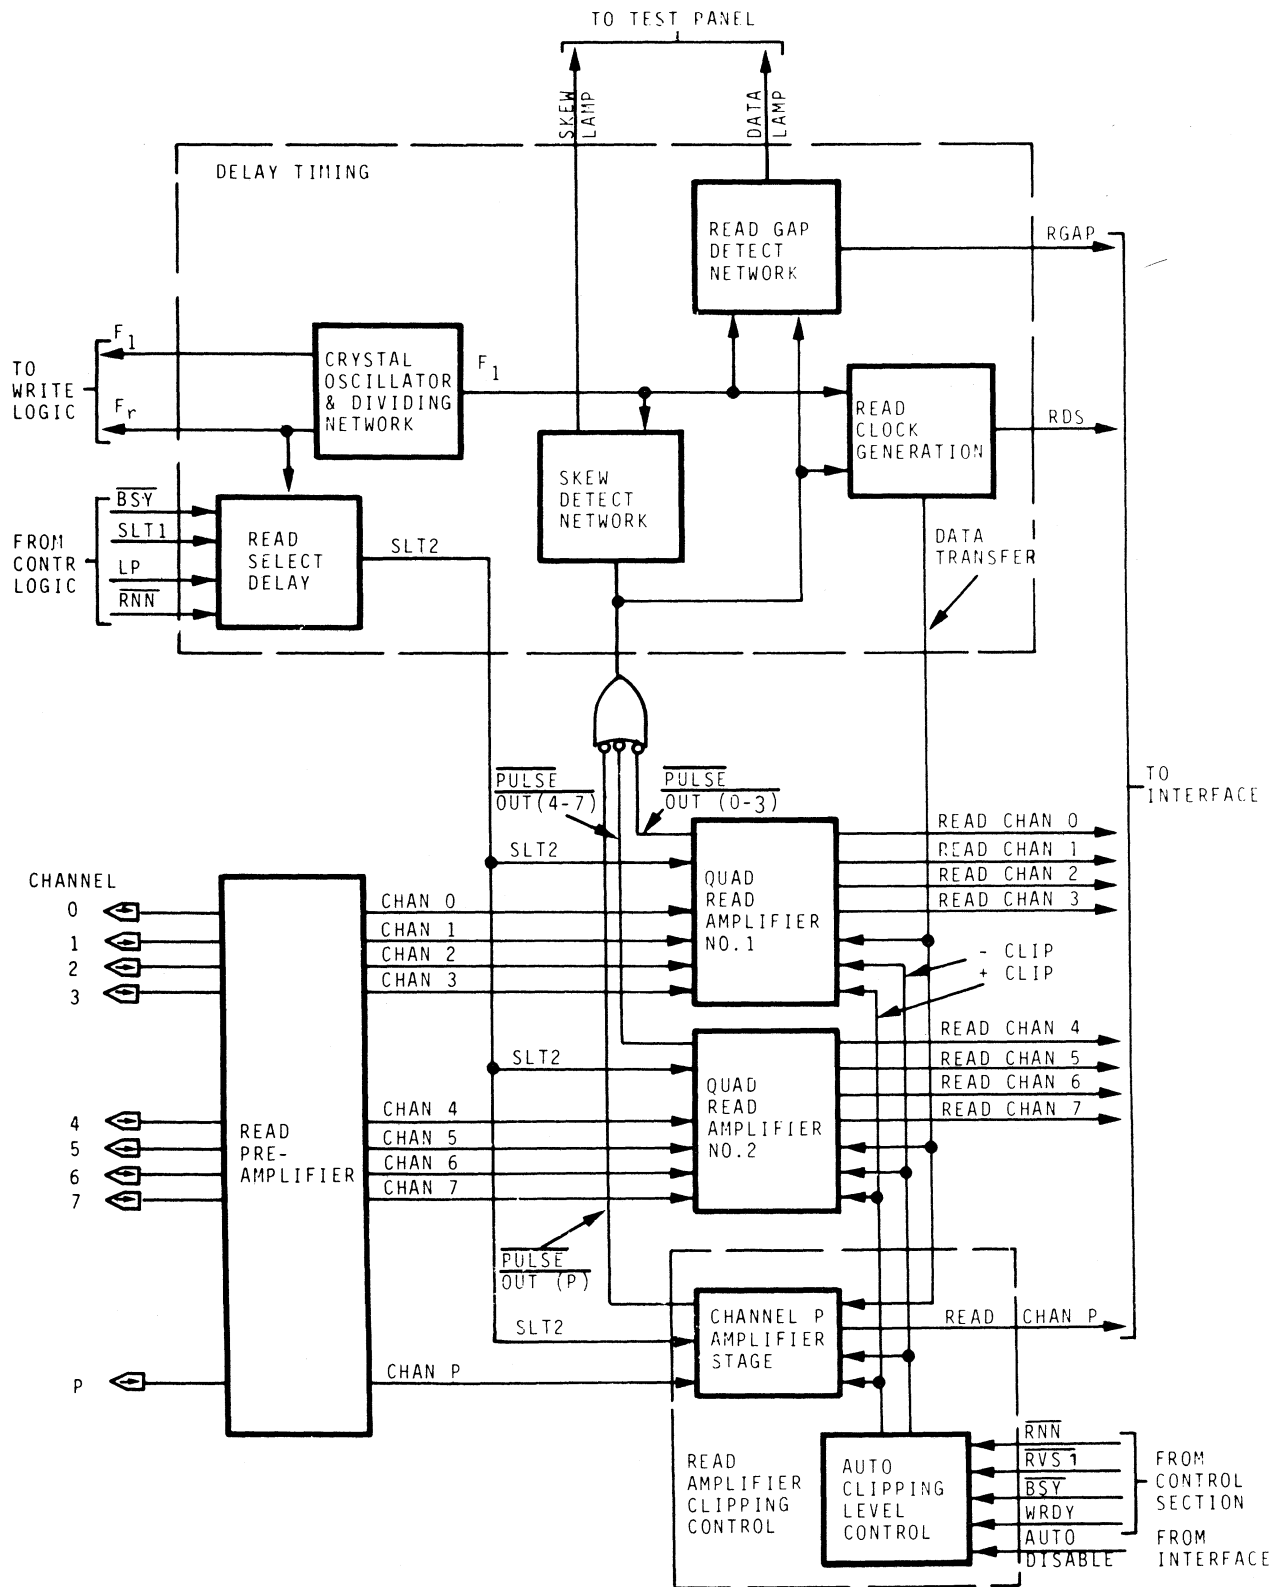 TO TEST PANEL
SKEW
LAMP
DATA
LAMP
DELAY TIMING
READ GAP
DETECT
NETWORK
RGAP
F1
Fr
TO
WRITE
LOGIC
CRYSTAL
OSCILLATOR
& DIVIDING
NETWORK
F1
READ
CLOCK
GENERATION
RDS
SKEW
DETECT
NETWORK
FROM
CONTR
LOGIC
BSY
SLT1
LP
RNN
READ
SELECT
DELAY
SLT2
DATA
TRANSFER
PULSE
OUT(4-7)
PULSE
OUT (0-3)
TO
INTERFACE
SLT2
QUAD
READ
AMPLIFIER
NO.1
READ CHAN 0
READ CHAN 1
READ CHAN 2
READ CHAN 3
CHANNEL
0
1
2
3
CHAN 0
CHAN 1
CHAN 2
CHAN 3
- CLIP
+ CLIP
SLT2
QUAD
READ
AMPLIFIER
NO.2
READ CHAN 4
READ CHAN 5
READ CHAN 6
READ CHAN 7
4
5
6
7
READ
PRE-
AMPLIFIER
CHAN 4
CHAN 5
CHAN 6
CHAN 7
PULSE
OUT (P)
SLT2
CHANNEL P
AMPLIFIER
STAGE
READ CHAN P
P
CHAN P
READ
AMPLIFIER
CLIPPING
CONTROL
AUTO
CLIPPING
LEVEL
CONTROL
RNN
RVS1
BSY
WRDY
AUTO
DISABLE
FROM
CONTROL
SECTION
FROM
INTERFACE